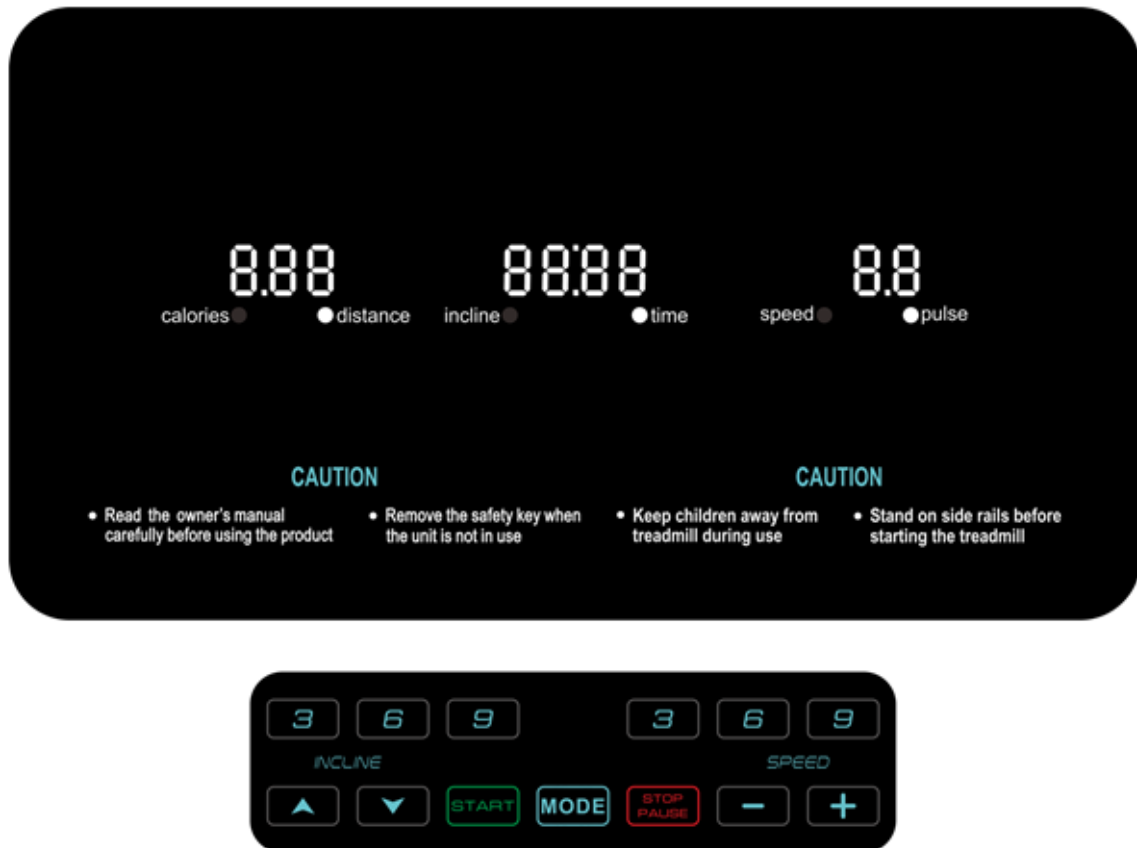 8.88 88:88 8.8
calories distance incline time speed pulse
CAUTION
• Read the owner's manual
carefully before using the product
• Remove the safety key when
the unit is not in use
CAUTION
• Keep children away from
treadmill during use
• Stand on side rails before
starting the treadmill
3 6 9 3 6 9
INCLINE SPEED
START MODE STOP
PAUSE − +